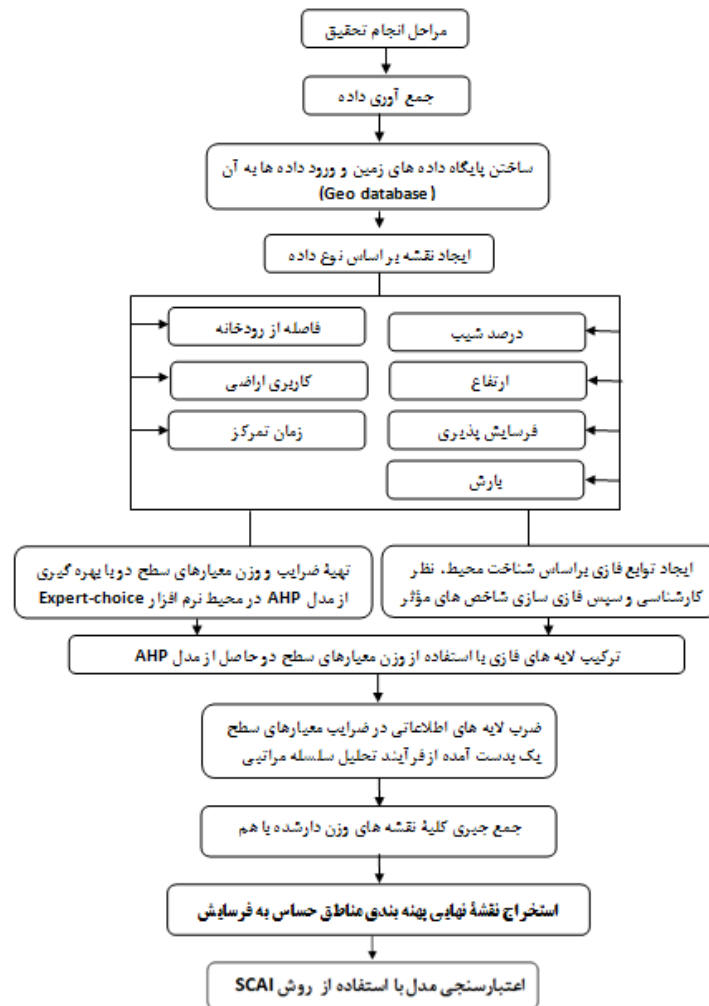 مراحل انجام تحقیق
جمع آوری داده
ساختن پایگاه داده های زمین و ورود داده ها به آن
(Geo database)
ایجاد نقشه بر اساس نوع داده
درصد شیب
ارتفاع
فرسایش پذیری
بارش
فاصله از رودخانه
کاربری اراضی
زمان تمرکز
ایجاد توابع فازی براساس شناخت محیط، نظر
کارشناسی و سپس فازی سازی شاخص های مؤثر
تهیهٔ ضرایب و وزن معیارهای سطح دو با بهره گیری
از مدل AHP در محیط نرم افزار Expert-choice
ترکیب لایه های فازی با استفاده از وزن معیارهای سطح دو حاصل از مدل AHP
ضرب لایه های اطلاعاتی در ضرایب معیارهای سطح
یک بدست آمده از فرآیند تحلیل سلسله مراتبی
جمع جبری کلیهٔ نقشه های وزن دارشده با هم
استخراج نقشهٔ نهایی پهنه بندی مناطق حساس به فرسایش
اعتبارسنجی مدل با استفاده از روش SCAI